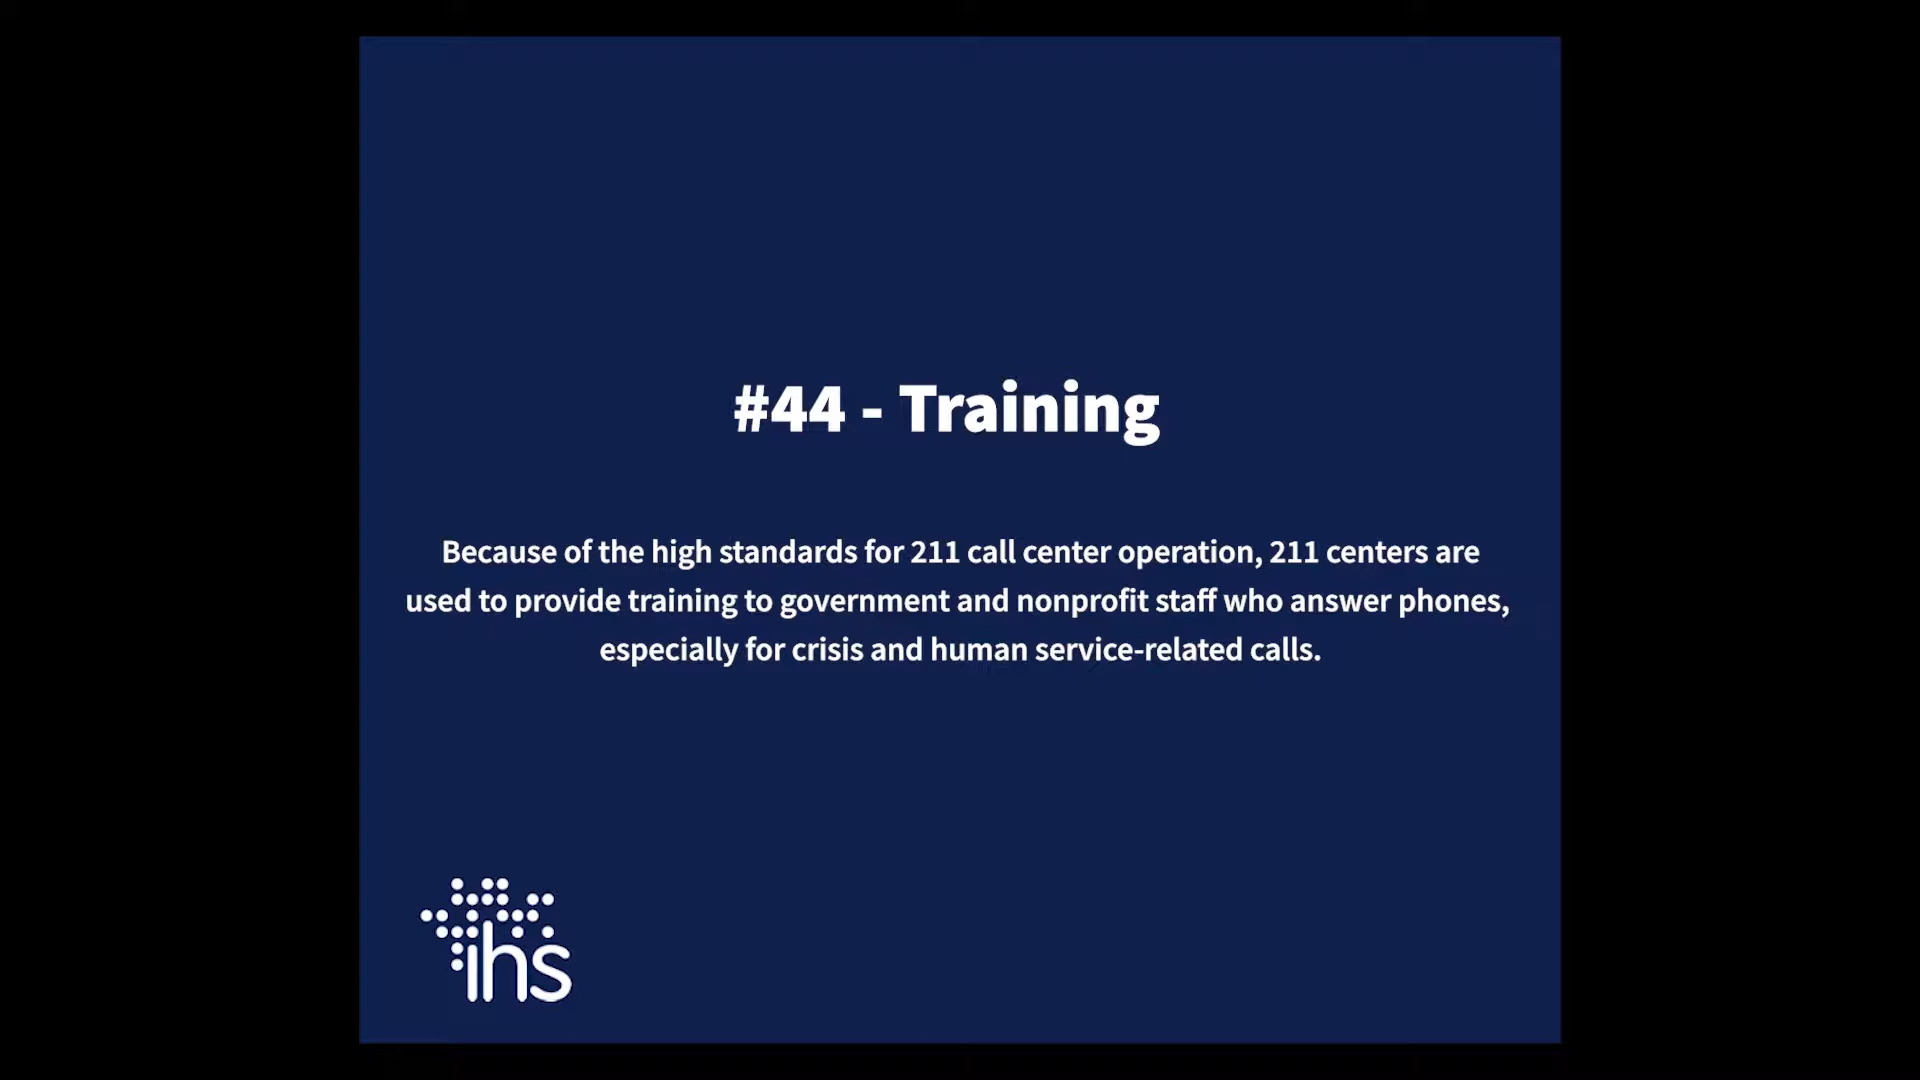 #44 - Training
Because of the high standards for 211 call center operation, 211 centers are
used to provide training to government and nonprofit staff who answer phones,
especially for crisis and human service-related calls.
ihs